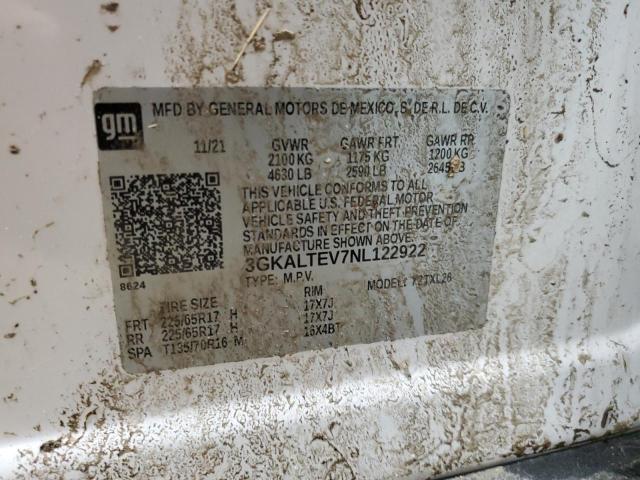 gm
MFD BY GENERAL MOTORS DE MEXICO, S. DE R.L. DE C.V.
11/21 GVWR GAWR FRT GAWR RR
2100 KG 1175 KG 1200 KG
4630 LB 2590 LB
THIS VEHICLE CONFORMS TO ALL
APPLICABLE U.S. FEDERAL MOTOR
VEHICLE SAFETY AND THEFT PREVENTION
STANDARDS IN EFFECT ON THE DATE OF
MANUFACTURE SHOWN ABOVE.
3GKALTEV7NL122922
TYPE: M.P.V. MODEL:
8624
TIRE SIZE RIM
FRT 225/65R17 H 17X7J
RR 225/65R17 H 17X7J
SPA T135/70R16 M 16X4BT